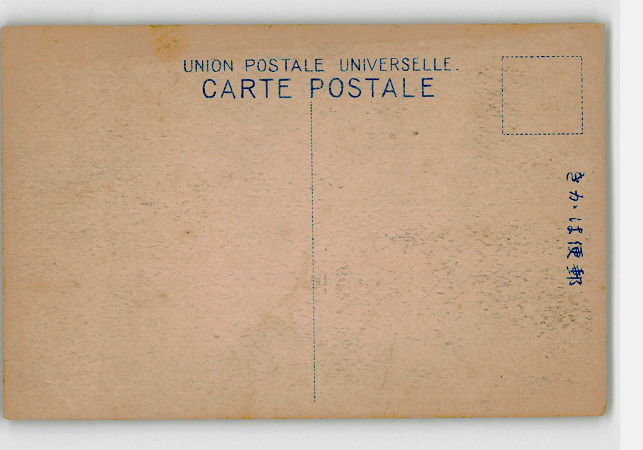 UNION POSTALE UNIVERSELLE.
CARTE POSTALE
きかは便郵